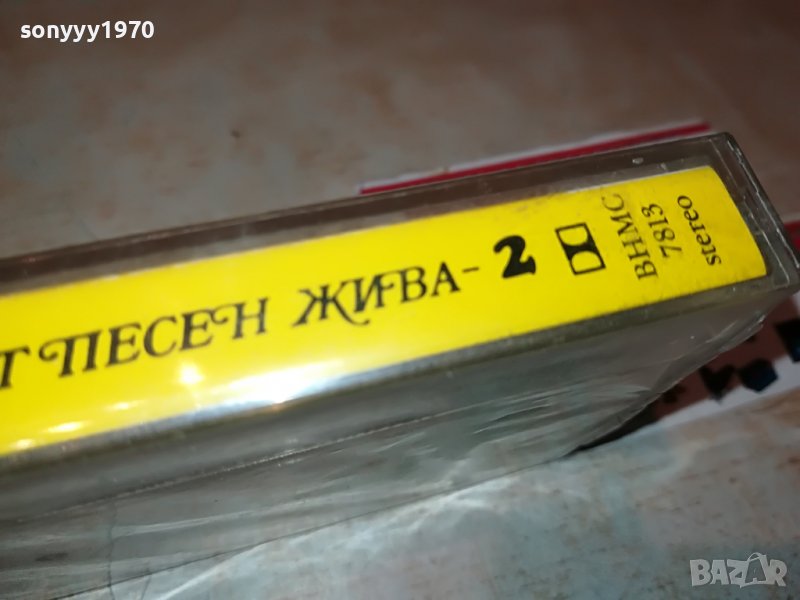 sonyyy1970
Т ПЕСЕН ЖИВА-2
ВНМС
7813
stereo
BAZAR